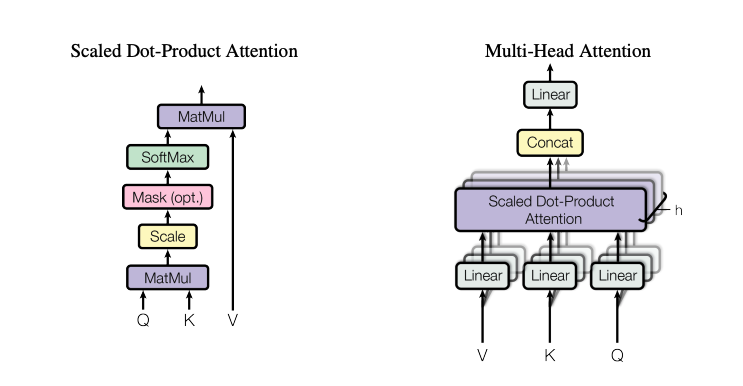 Scaled Dot-Product Attention
MatMul
SoftMax
Mask (opt.)
Scale
MatMul
Q K V
Multi-Head Attention
Linear
Concat
Scaled Dot-Product
Attention
h
Linear Linear Linear
V K Q